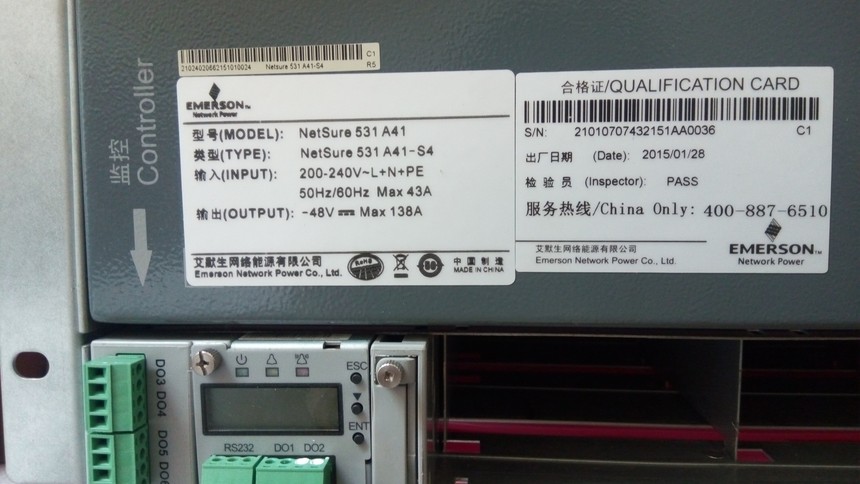 21024020662151010024 Netsure 531 A41-S4
C1
R5
监控
Controller
EMERSON
Network Power
型号(MODEL): NetSure 531 A41
类型(TYPE): NetSure 531 A41-S4
输入(INPUT): 200-240V~L+N+PE
50Hz/60Hz Max 43A
输出(OUTPUT): -48V Max 138A
艾默生网络能源有限公司
Emerson Network Power Co., Ltd.
RoHS
50
中国制造
MADE IN CHINA
合格证/QUALIFICATION CARD
S/N: 21010707432151AA0036 C1
出厂日期 (Date): 2015/01/28
检验员 (Inspector): PASS
服务热线/China Only: 400-887-6510
艾默生网络能源有限公司
Emerson Network Power Co., Ltd.
EMERSON
Network Power
DO3 DO4
DO5 DO6
ESC
ENT
RS232 DO1 DO2